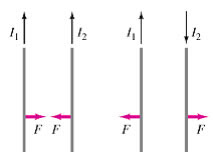 I₁ I₂ I₁ I₂
F F F F